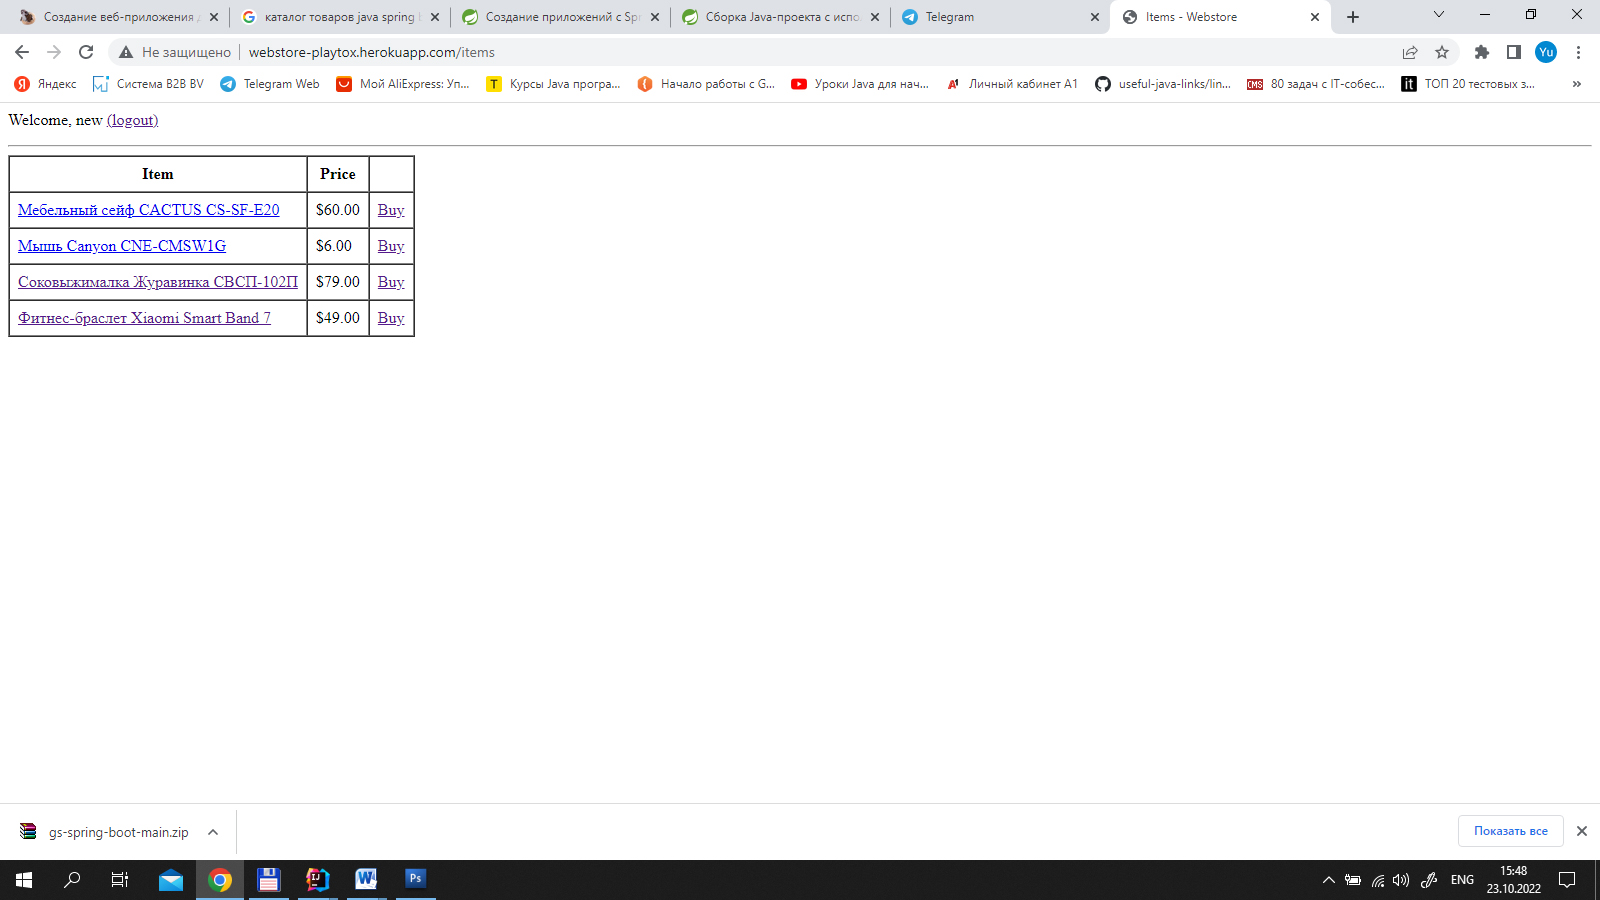 Создание веб-приложения
каталог товаров java spring
Создание приложений с Spr
Сборка Java-проекта с испо
Telegram
Items - Webstore
Не защищено
webstore-playtox.herokuapp.com/items
Yu
Яндекс
Система B2B BV
Telegram Web
Мой AliExpress: Уп...
Курсы Java програ...
Начало работы с G...
Уроки Java для нач...
Личный кабинет A1
useful-java-links/lin...
80 задач с IT-собес...
ТОП 20 тестовых з...
Welcome, new (logout)
Item Price
Мебельный сейф CACTUS CS-SF-E20 $60.00 Buy
Мышь Canyon CNE-CMSW1G $6.00 Buy
Соковыжималка Журавинка СВСП-102П $79.00 Buy
Фитнес-браслет Xiaomi Smart Band 7 $49.00 Buy
gs-spring-boot-main.zip
Показать все
ENG
15:48
23.10.2022